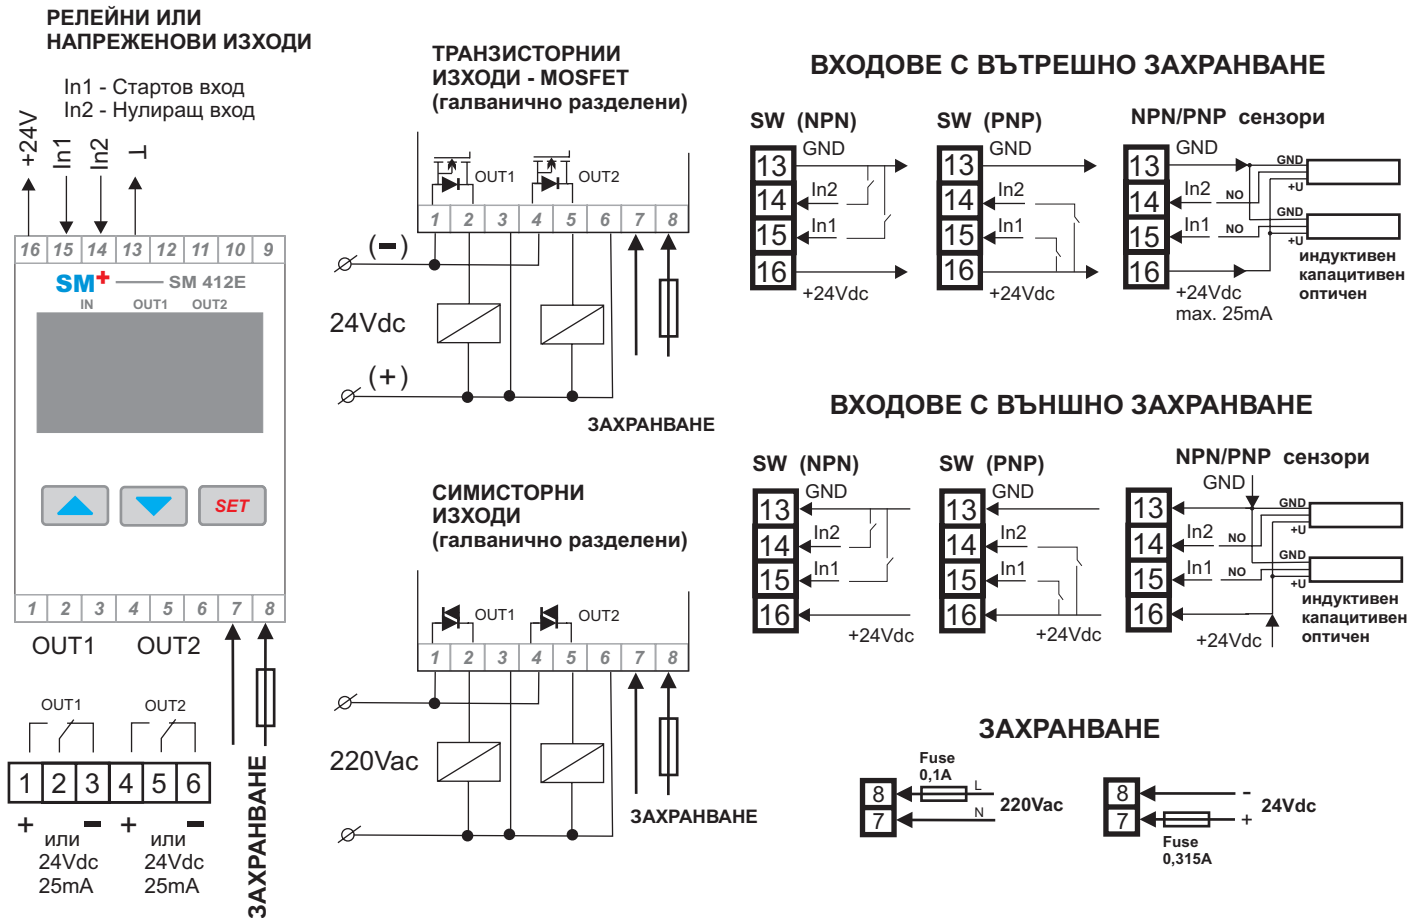 РЕЛЕЙНИ ИЛИ
НАПРЕЖЕНОВИ ИЗХОДИ
In1 - Стартов вход
In2 - Нулиращ вход
+24V
In1
In2
⊥
16 15 14 13 12 11 10 9
SM+ SM 412E
IN OUT1 OUT2
SET
1 2 3 4 5 6 7 8
OUT1 OUT2
OUT1 OUT2
1 2 3 4 5 6
+ - + -
или или
24Vdc 24Vdc
25mA 25mA
ЗАХРАНВАНЕ
ТРАНЗИСТОРНИИ
ИЗХОДИ - MOSFET
(галванично разделени)
OUT1 OUT2
1 2 3 4 5 6 7 8
(-)
24Vdc
(+)
ЗАХРАНВАНЕ
СИМИСТОРНИ
ИЗХОДИ
(галванично разделени)
OUT1 OUT2
1 2 3 4 5 6 7 8
220Vac
ЗАХРАНВАНЕ
ВХОДОВЕ С ВЪТРЕШНО ЗАХРАНВАНЕ
SW (NPN)
13 GND
14 In2
15 In1
16
+24Vdc
SW (PNP)
13 GND
14 In2
15 In1
16
+24Vdc
NPN/PNP сензори
13 GND
GND
14 In2 NO
+U
GND
15 In1 NO
+U
16
+24Vdc
max. 25mA
индуктивен
капацитивен
оптичен
ВХОДОВЕ С ВЪНШНО ЗАХРАНВАНЕ
SW (NPN)
13 GND
14 In2
15 In1
16
+24Vdc
SW (PNP)
13 GND
14 In2
15 In1
16
+24Vdc
NPN/PNP сензори
GND
13
GND
14 In2 NO
+U
GND
15 In1 NO
+U
16
+24Vdc
индуктивен
капацитивен
оптичен
ЗАХРАНВАНЕ
Fuse
0,1A
8 L
7 N
220Vac
8 -
7 +
24Vdc
Fuse
0,315A